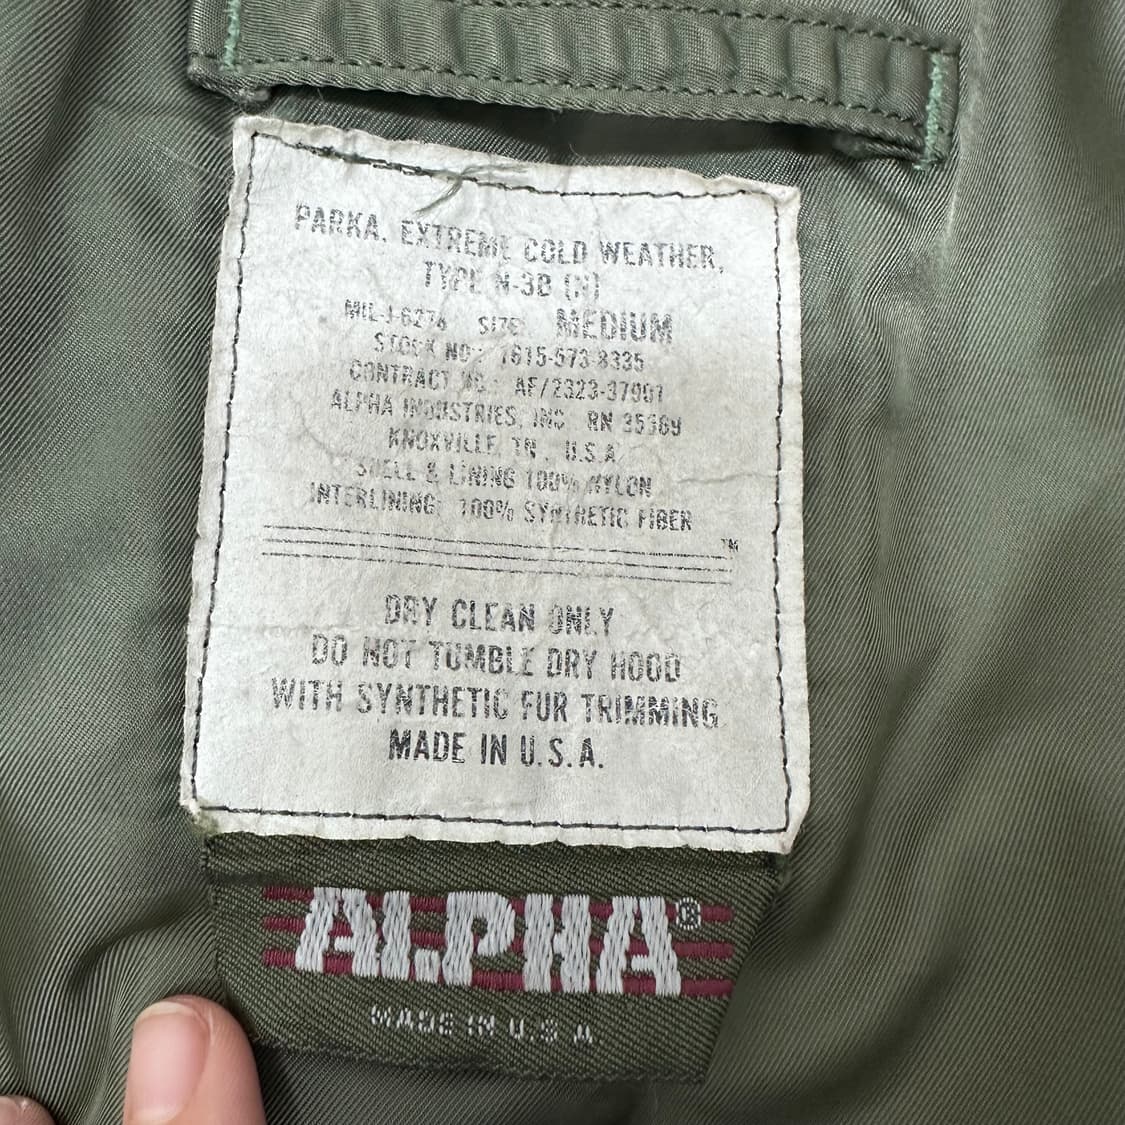 PARKA, EXTREME COLD WEATHER,
TYPE N-3B
MIL-J-6279 SIZE: MEDIUM
STOCK NO.: 1615-573-8335
CONTRACT NO.: AF/2323-37901
ALPHA INDUSTRIES, INC. RN 35369
KNOXVILLE, TN., U.S.A.
SHELL & LINING 100% NYLON
INTERLINING: 100% SYNTHETIC FIBER
TM
DRY CLEAN ONLY
DO NOT TUMBLE DRY HOOD
WITH SYNTHETIC FUR TRIMMING
MADE IN U.S.A.
ALPHA®
MADE IN U.S.A